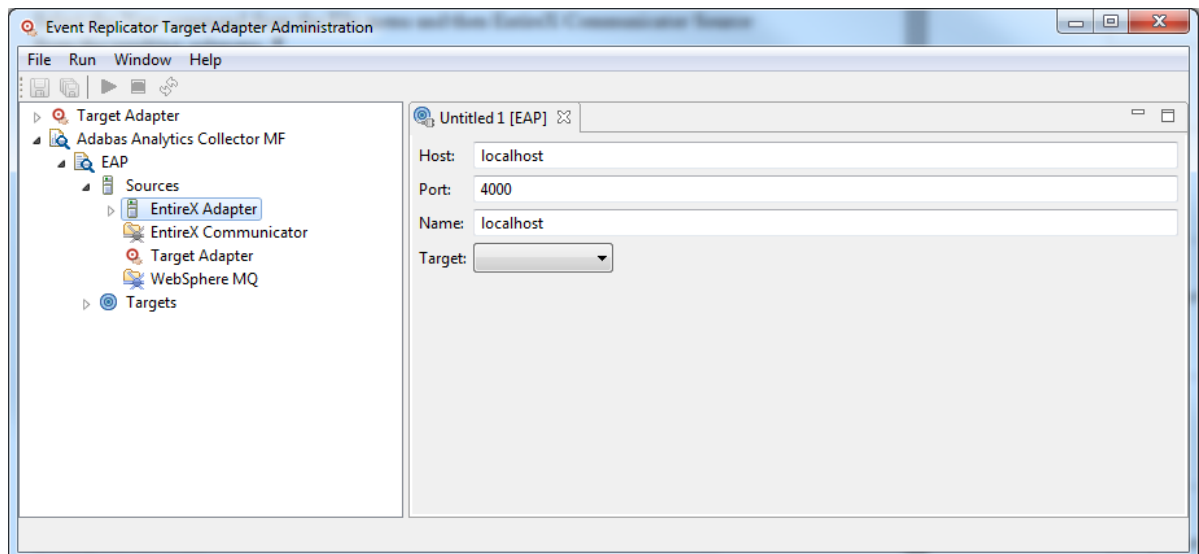 Event Replicator Target Adapter Administration
File Run Window Help
Target Adapter
Adabas Analytics Collector MF
EAP
Sources
EntireX Adapter
EntireX Communicator
Target Adapter
WebSphere MQ
Targets
Untitled 1 [EAP]
Host: localhost
Port: 4000
Name: localhost
Target: